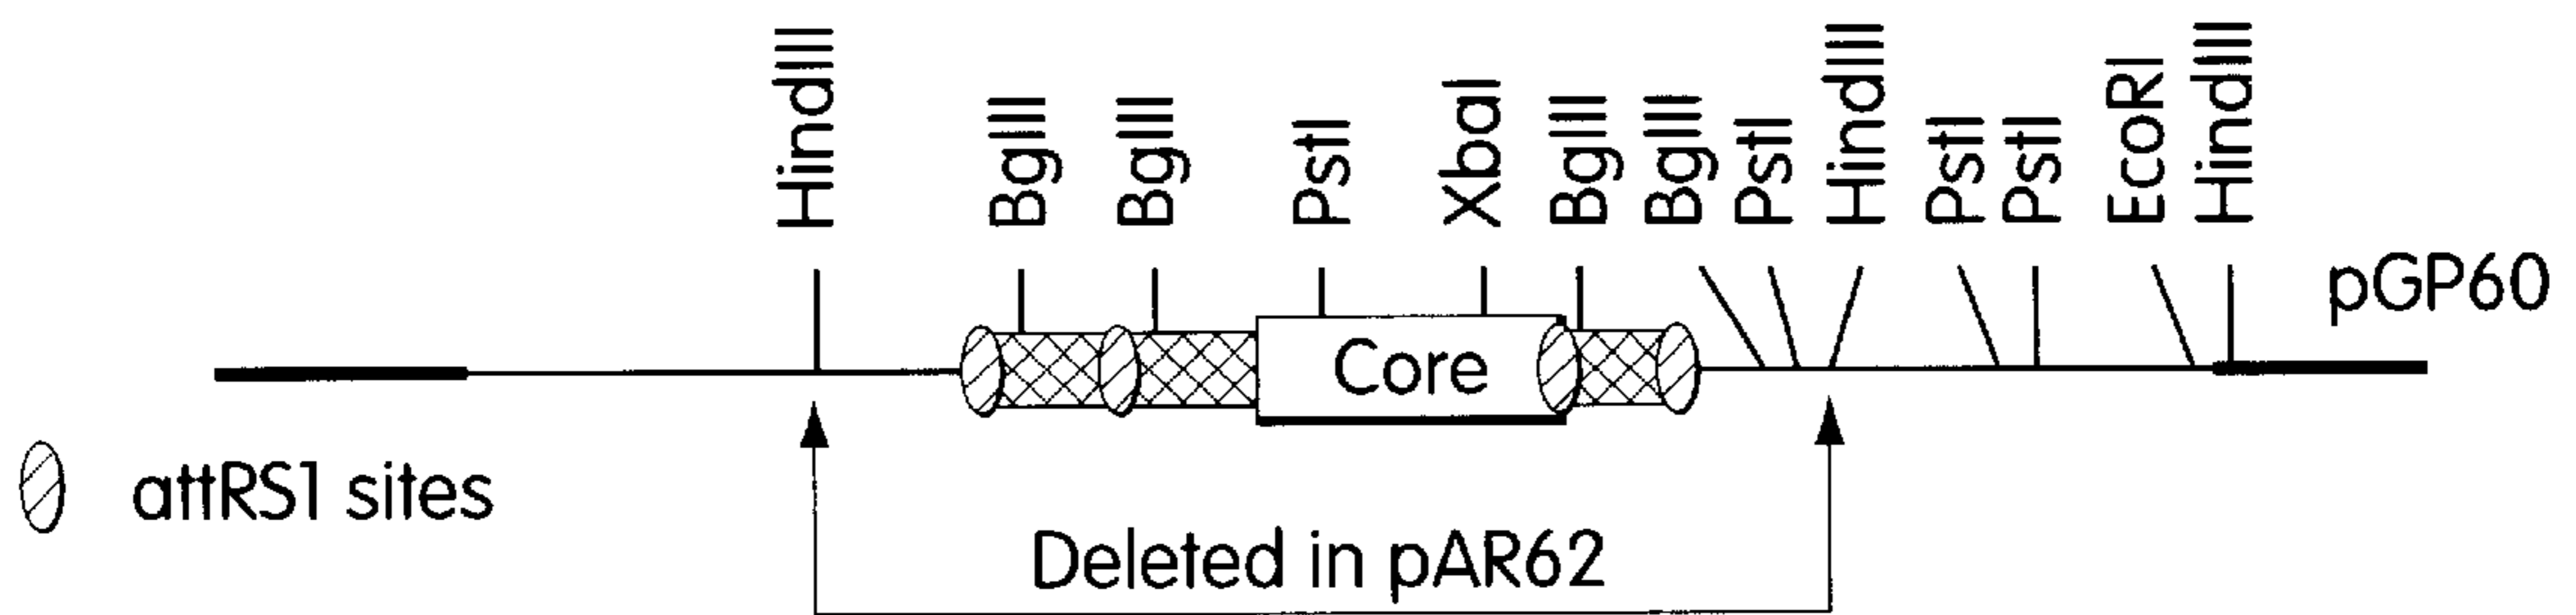 HindIII
BglII
BglII
PstI
XbaI
BglII
BglII
PstI
HindIII
PstI
PstI
EcoRI
HindIII
pGP60
Core
attRS1 sites
Deleted in pAR62